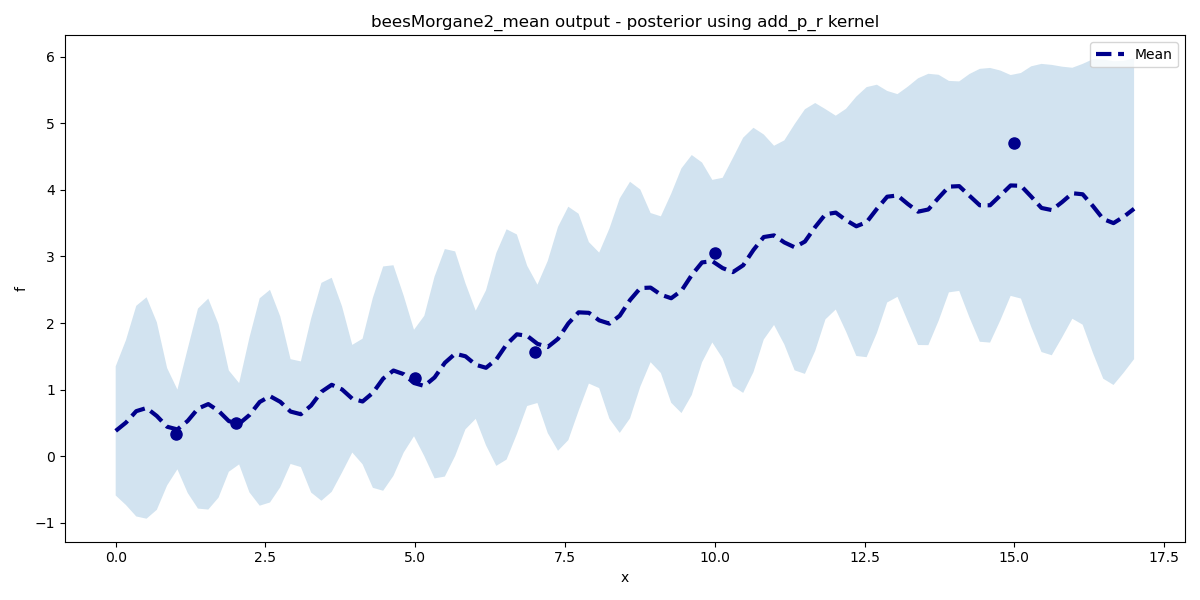 beesMorgane2_mean output - posterior using add_p_r kernel
Mean
f
6
5
4
3
2
1
0
−1
0.0 2.5 5.0 7.5 10.0 12.5 15.0 17.5
x